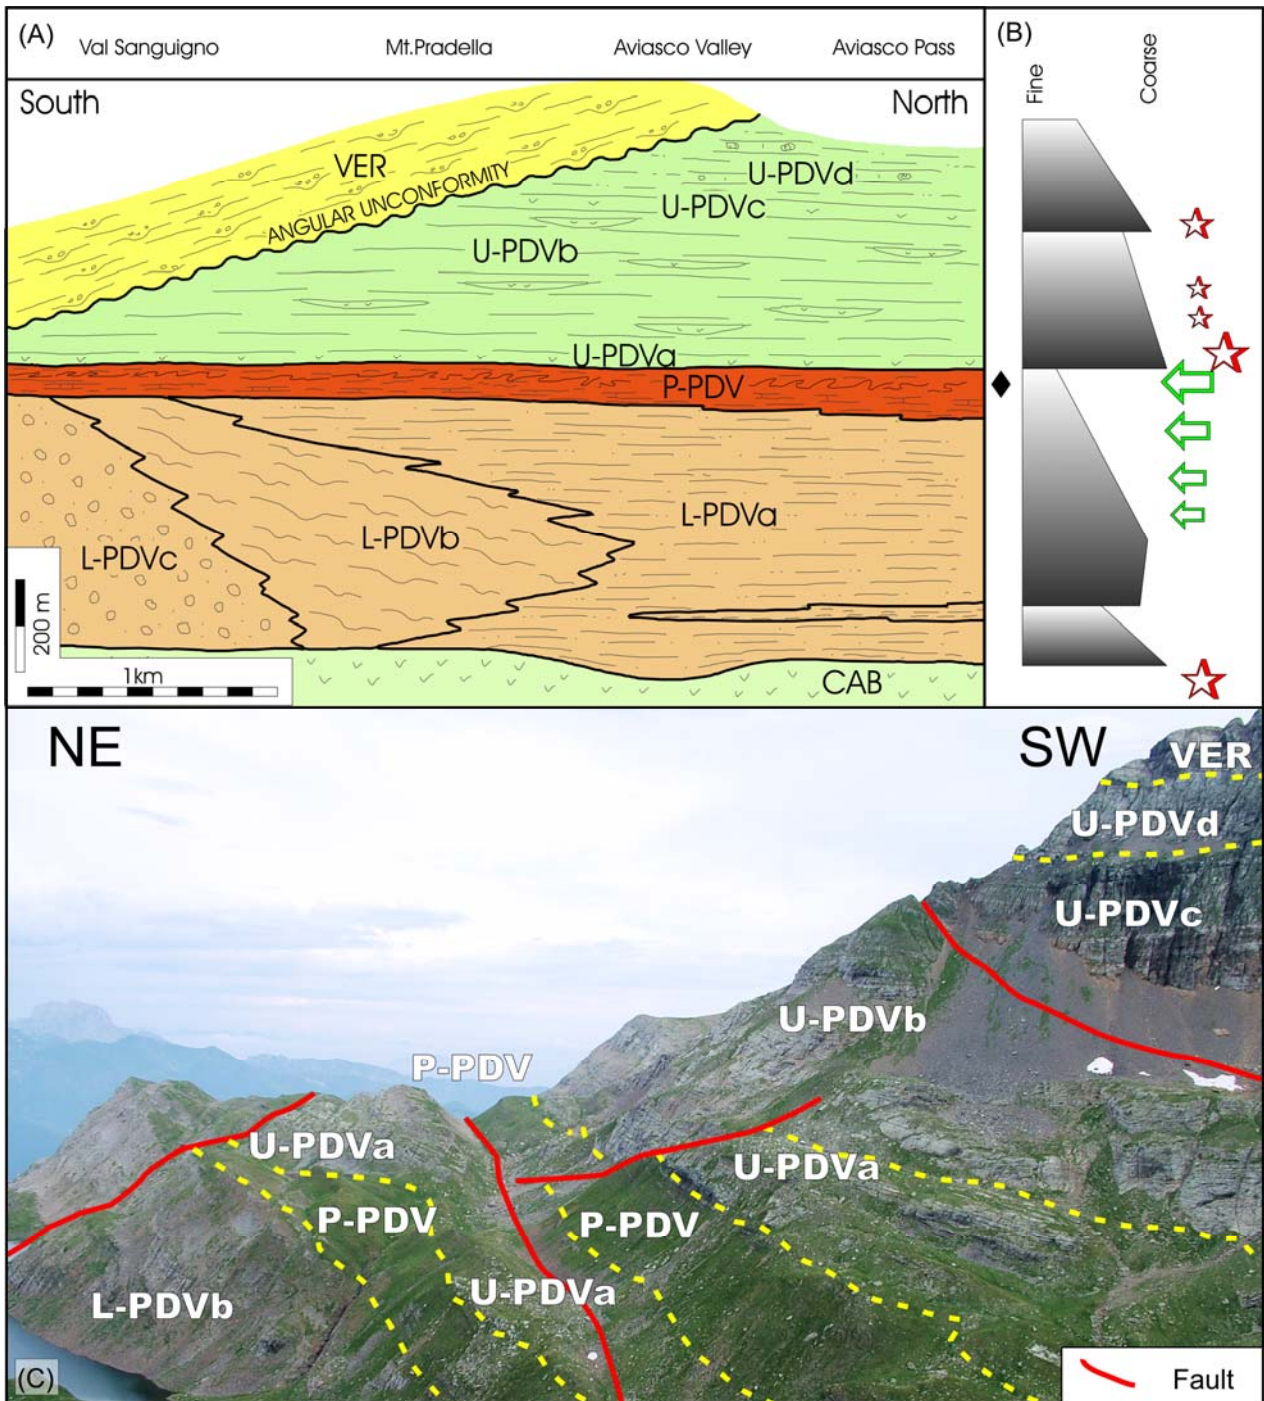 (A)
Val Sanguigno Mt.Pradella Aviasco Valley Aviasco Pass
South North
VER
ANGULAR UNCONFORMITY
U-PDVd
U-PDVc
U-PDVb
U-PDVa
P-PDV
L-PDVa
L-PDVb
L-PDVc
200 m
1km
CAB
(B)
Fine
Coarse
NE SW
VER
U-PDVd
U-PDVc
U-PDVb
P-PDV
U-PDVa
U-PDVa
P-PDV
P-PDV
U-PDVa
L-PDVb
(C)
Fault